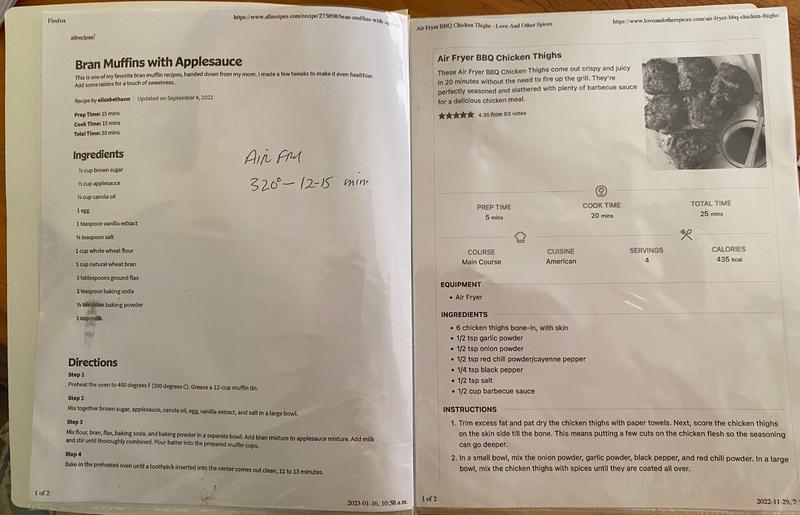 Firefox
https://www.allrecipes.com/recipe/275898/bran-muffins-with-
allrecipes!
Bran Muffins with Applesauce
This is one of my favorite bran muffin recipes, handed down from my mom. I made a few tweaks to make it even healthier.
Add some raisins for a touch of sweetness.
Recipe by elizabethann | Updated on September 4, 2022
Prep Time: 15 mins
Cook Time: 15 mins
Total Time: 30 mins
Ingredients
½ cup brown sugar
½ cup applesauce
¼ cup canola oil
1 egg
1 teaspoon vanilla extract
¾ teaspoon salt
1 cup whole wheat flour
1 cup natural wheat bran
3 tablespoons ground flax
1 teaspoon baking soda
½ teaspoon baking powder
1 cup milk
AIR FRY
320° - 12-15 min.
Directions
Step 1
Preheat the oven to 400 degrees F (200 degrees C). Grease a 12-cup muffin tin.
Step 2
Mix together brown sugar, applesauce, canola oil, egg, vanilla extract, and salt in a large bowl.
Step 3
Mix flour, bran, flax, baking soda, and baking powder in a separate bowl. Add bran mixture to applesauce mixture. Add milk
and stir until thoroughly combined. Pour batter into the prepared muffin cups.
Step 4
Bake in the preheated oven until a toothpick inserted into the center comes out clean, 11 to 13 minutes.
1 of 2
2023-01-16, 10:58 a.m.
Air Fryer BBQ Chicken Thighs - Love And Other Spices
https://www.loveandotherspices.com/air-fryer-bbq-chicken-thighs/
Air Fryer BBQ Chicken Thighs
These Air Fryer BBQ Chicken Thighs come out crispy and juicy
in 20 minutes without the need to fire up the grill. They're
perfectly seasoned and slathered with plenty of barbecue sauce
for a delicious chicken meal.
4.35 from 63 votes
PREP TIME
5 mins
COOK TIME
20 mins
TOTAL TIME
25 mins
COURSE
Main Course
CUISINE
American
SERVINGS
4
CALORIES
435 kcal
EQUIPMENT
• Air Fryer
INGREDIENTS
• 6 chicken thighs bone-in, with skin
• 1/2 tsp garlic powder
• 1/2 tsp onion powder
• 1/2 tsp red chili powder/cayenne pepper
• 1/4 tsp black pepper
• 1/2 tsp salt
• 1/2 cup barbecue sauce
INSTRUCTIONS
1. Trim excess fat and pat dry the chicken thighs with paper towels. Next, score the chicken thighs
on the skin side till the bone. This means putting a few cuts on the chicken flesh so the seasoning
can go deeper.
2. In a small bowl, mix the onion powder, garlic powder, black pepper, and red chili powder. In a large
bowl, mix the chicken thighs with spices until they are coated all over.
1 of 2
2022-11-29, 7: